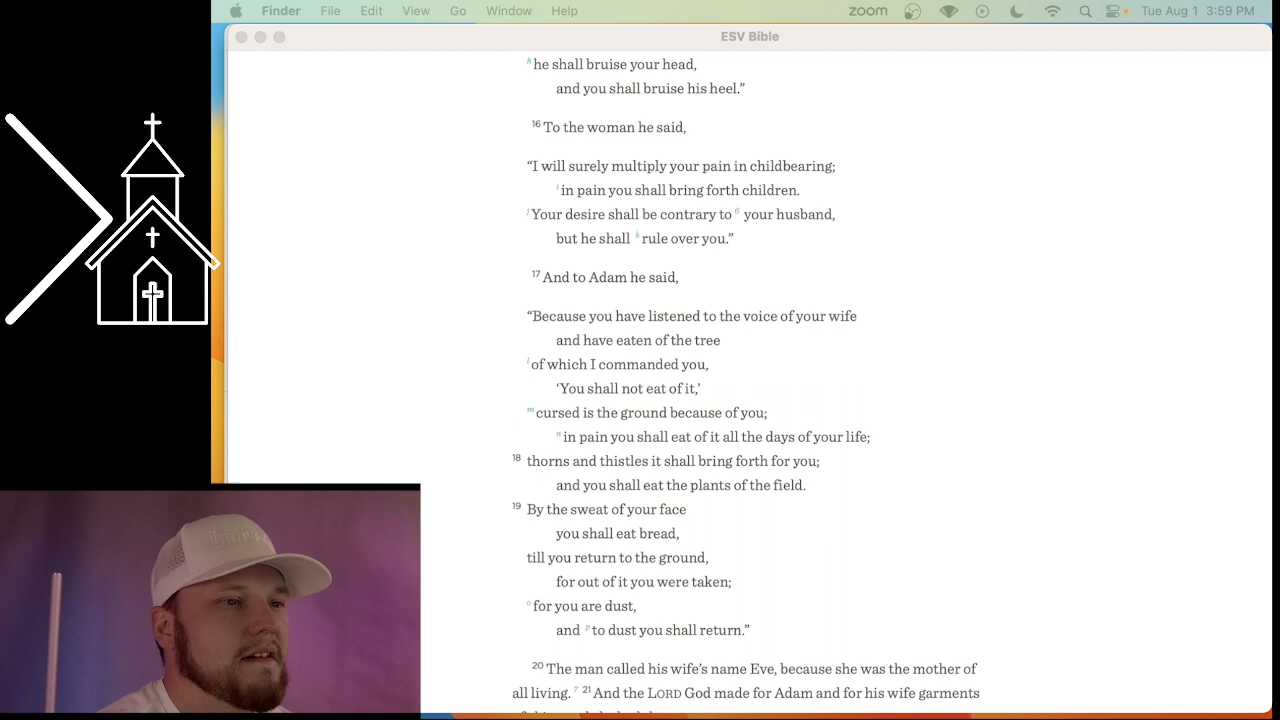 Finder File Edit View Go Window Help zoom Tue Aug 1 3:59 PM
ESV Bible
h he shall bruise your head,
and you shall bruise his heel.”
16 To the woman he said,
“I will surely multiply your pain in childbearing;
i in pain you shall bring forth children.
j Your desire shall be contrary to 6 your husband,
but he shall k rule over you.”
17 And to Adam he said,
“Because you have listened to the voice of your wife
and have eaten of the tree
l of which I commanded you,
‘You shall not eat of it,’
m cursed is the ground because of you;
n in pain you shall eat of it all the days of your life;
18 thorns and thistles it shall bring forth for you;
and you shall eat the plants of the field.
19 By the sweat of your face
you shall eat bread,
till you return to the ground,
for out of it you were taken;
o for you are dust,
and p to dust you shall return.”
20 The man called his wife’s name Eve, because she was the mother of
all living. 7 21 And the LORD God made for Adam and for his wife garments